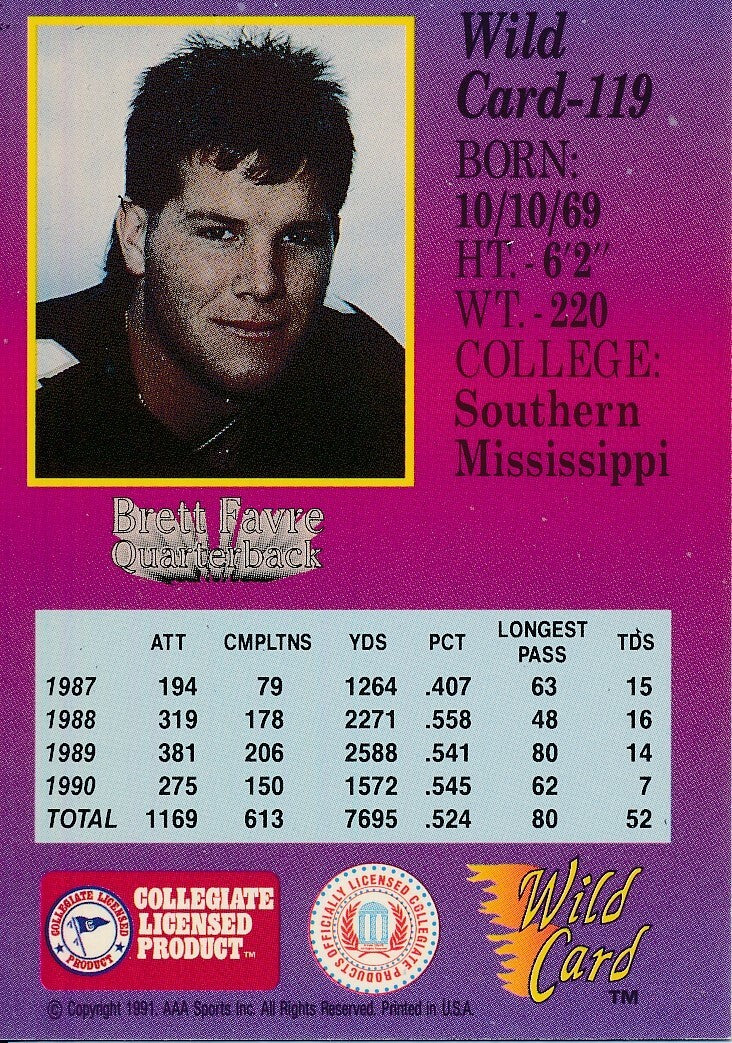 Wild
Card-119
BORN:
10/10/69
HT. - 6'2"
WT. - 220
COLLEGE:
Southern
Mississippi
Brett Favre
Quarterback
ATT CMPLTNS YDS PCT LONGEST PASS TDS
1987 194 79 1264 .407 63 15
1988 319 178 2271 .558 48 16
1989 381 206 2588 .541 80 14
1990 275 150 1572 .545 62 7
TOTAL 1169 613 7695 .524 80 52
COLLEGIATE LICENSED PRODUCT
COLLEGIATE
LICENSED
PRODUCT™
OFFICIALLY LICENSED COLLEGIATE PRODUCTS
Wild
Card
TM
© Copyright 1991, AAA Sports Inc. All Rights Reserved. Printed in U.S.A.